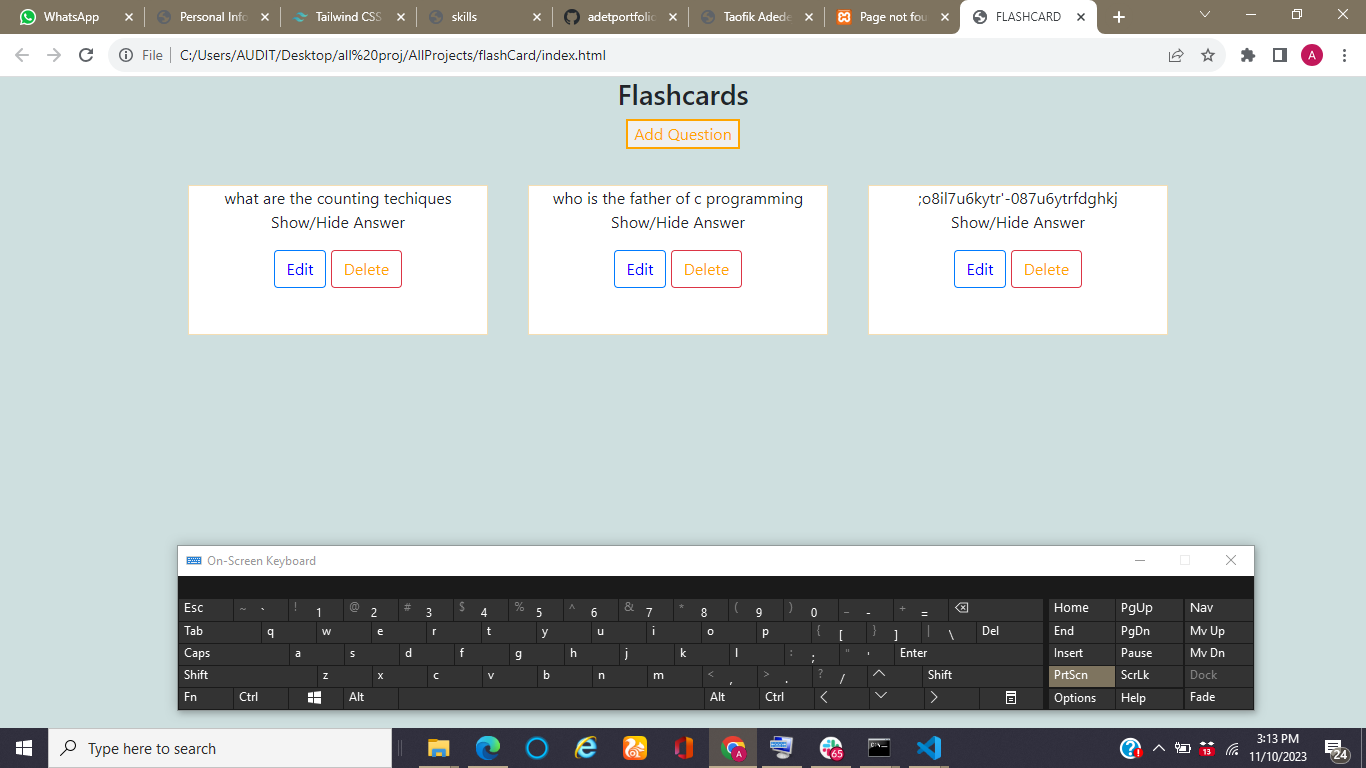 WhatsApp
Personal Info
Tailwind CSS
skills
adetportfolio
Taofik Adede
Page not fou
FLASHCARD
File
C:/Users/AUDIT/Desktop/all%20proj/AllProjects/flashCard/index.html
A
Flashcards
Add Question
what are the counting techiques
Show/Hide Answer
Edit Delete
who is the father of c programming
Show/Hide Answer
Edit Delete
;o8il7u6kytr'-087u6ytrfdghkj
Show/Hide Answer
Edit Delete
On-Screen Keyboard
Esc ~ ` ! 1 @ 2 # 3 $ 4 % 5 ^ 6 & 7 * 8 ( 9 ) 0 _ - + = Home PgUp Nav
Tab q w e r t y u i o p { [ } ] | \ Del End PgDn Mv Up
Caps a s d f g h j k l : ; " ' Enter Insert Pause Mv Dn
Shift z x c v b n m < , > . ? / Shift PrtScn ScrLk Dock
Fn Ctrl Alt Alt Ctrl Options Help Fade
Type here to search
A
65
13
3:13 PM
11/10/2023
24